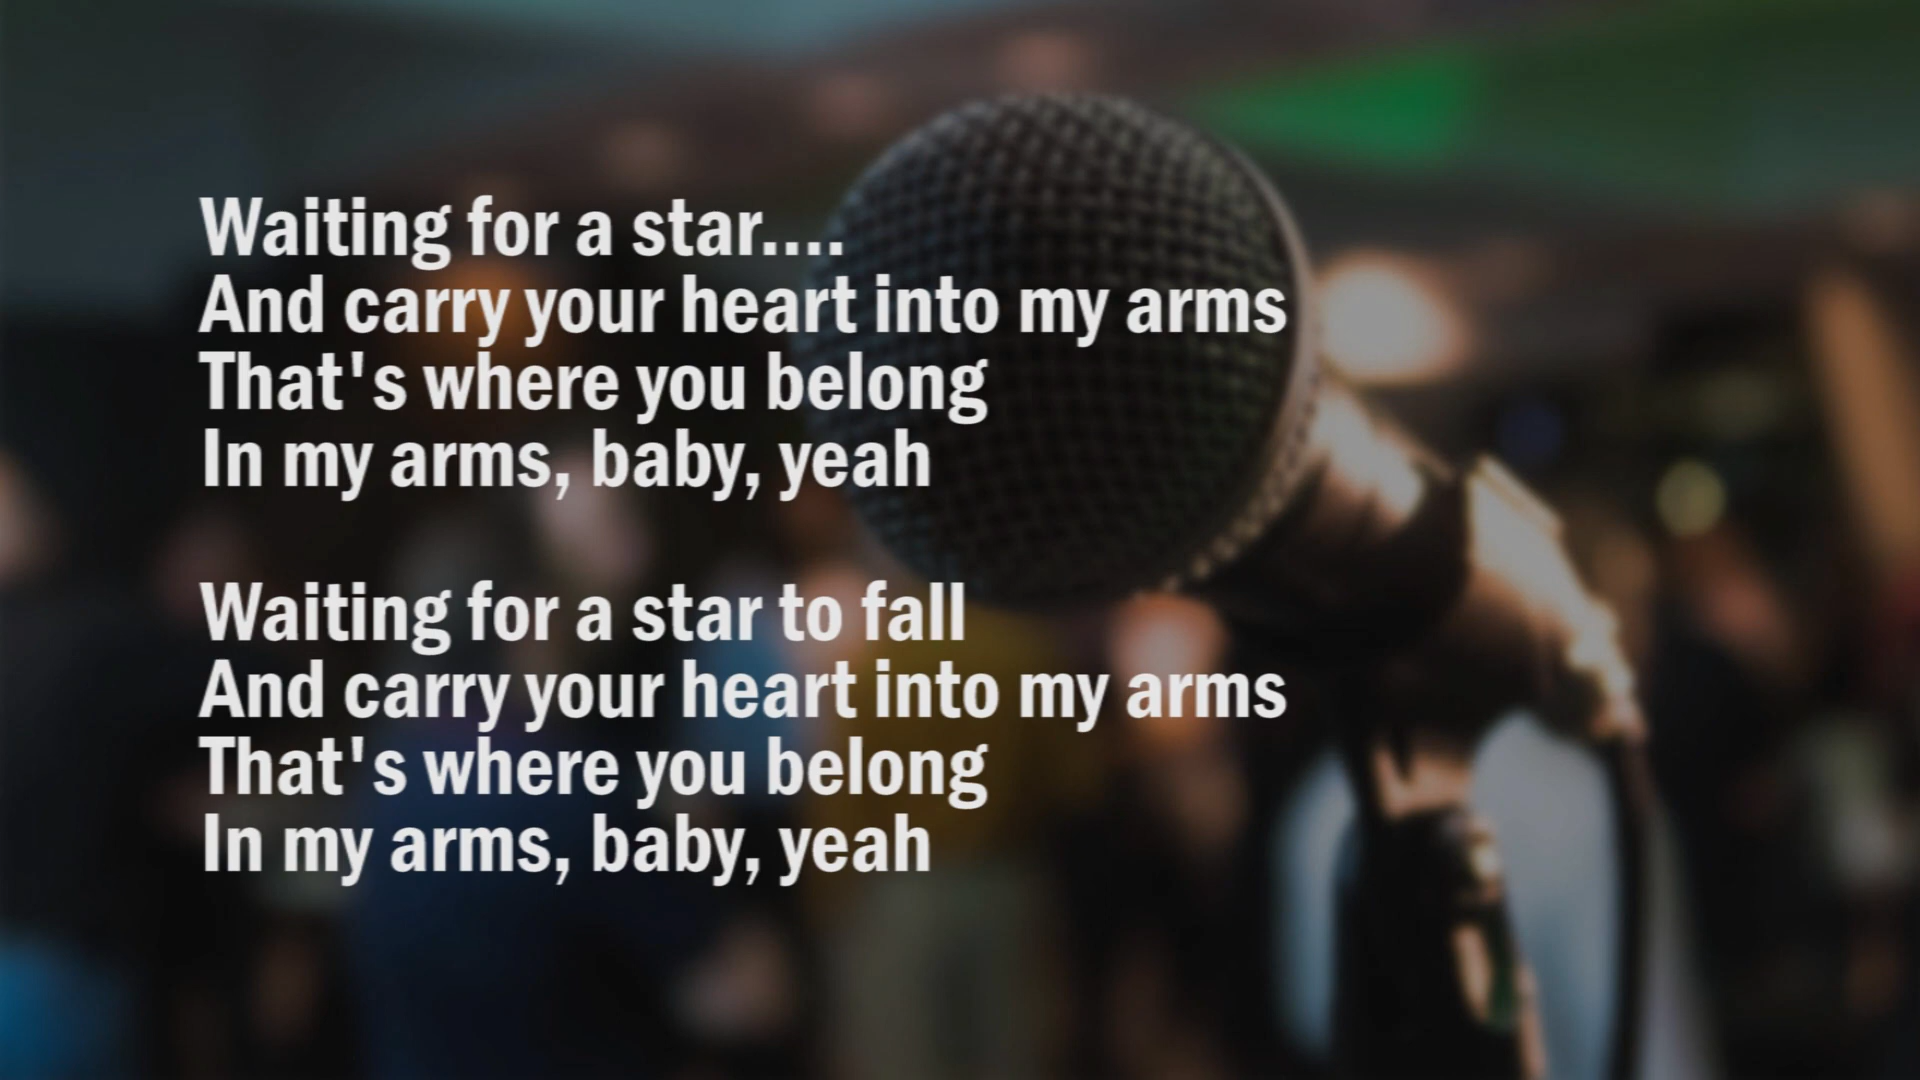 Waiting for a star....
And carry your heart into my arms
That's where you belong
In my arms, baby, yeah
Waiting for a star to fall
And carry your heart into my arms
That's where you belong
In my arms, baby, yeah